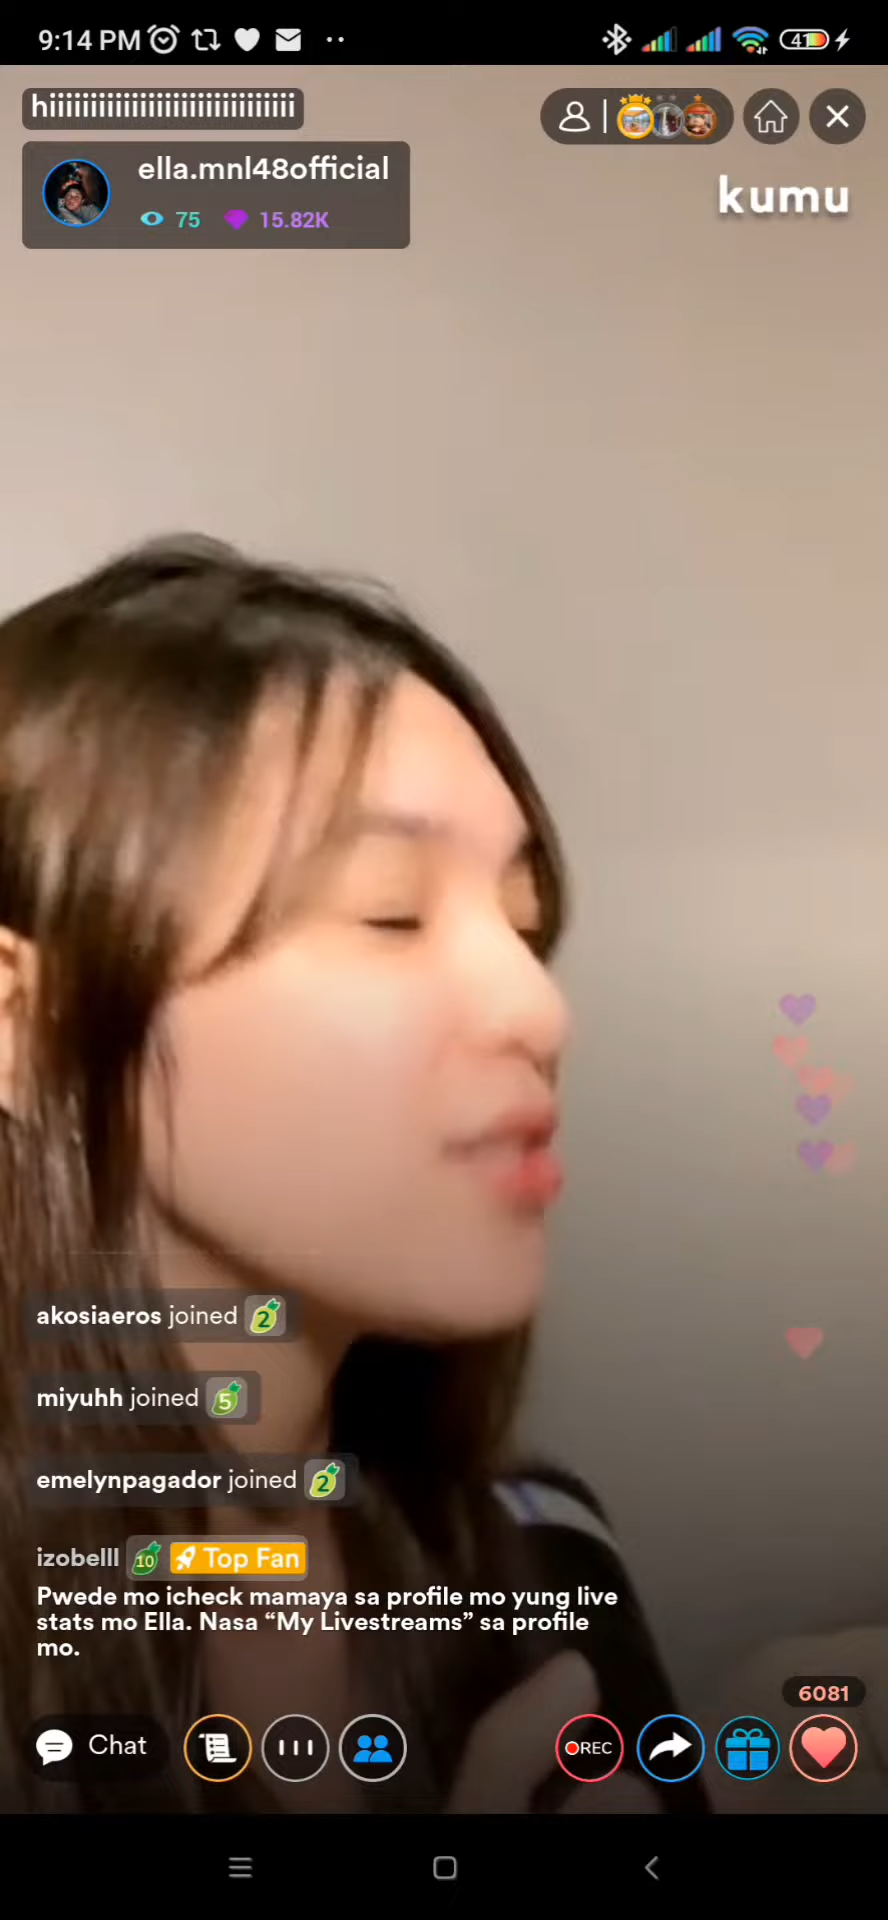 9:14 PM
41
hiiiiiiiiiiiiiiiiiiiiiiiiiiiiii
ella.mnl48official
75 15.82K
kumu
akosiaeros joined 2
miyuhh joined 5
emelynpagador joined 2
izobelll 10 Top Fan
Pwede mo icheck mamaya sa profile mo yung live
stats mo Ella. Nasa “My Livestreams” sa profile
mo.
6081
Chat
REC